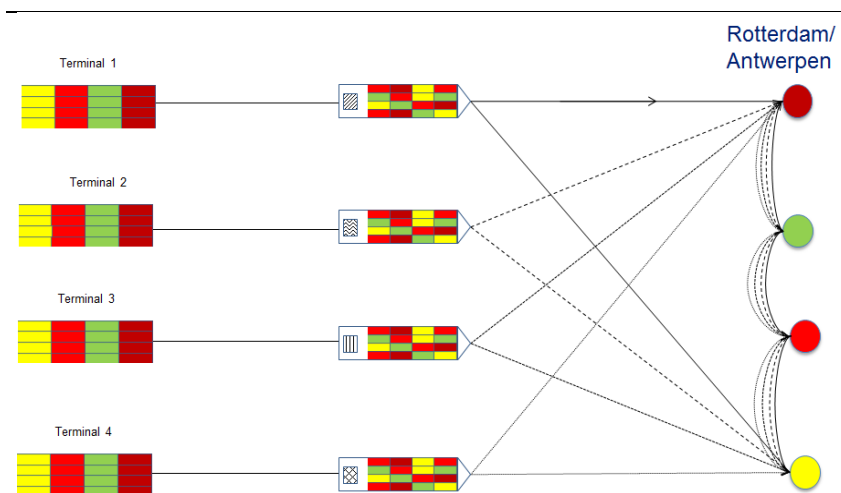 Rotterdam/
Antwerpen
Terminal 1
Terminal 2
Terminal 3
Terminal 4